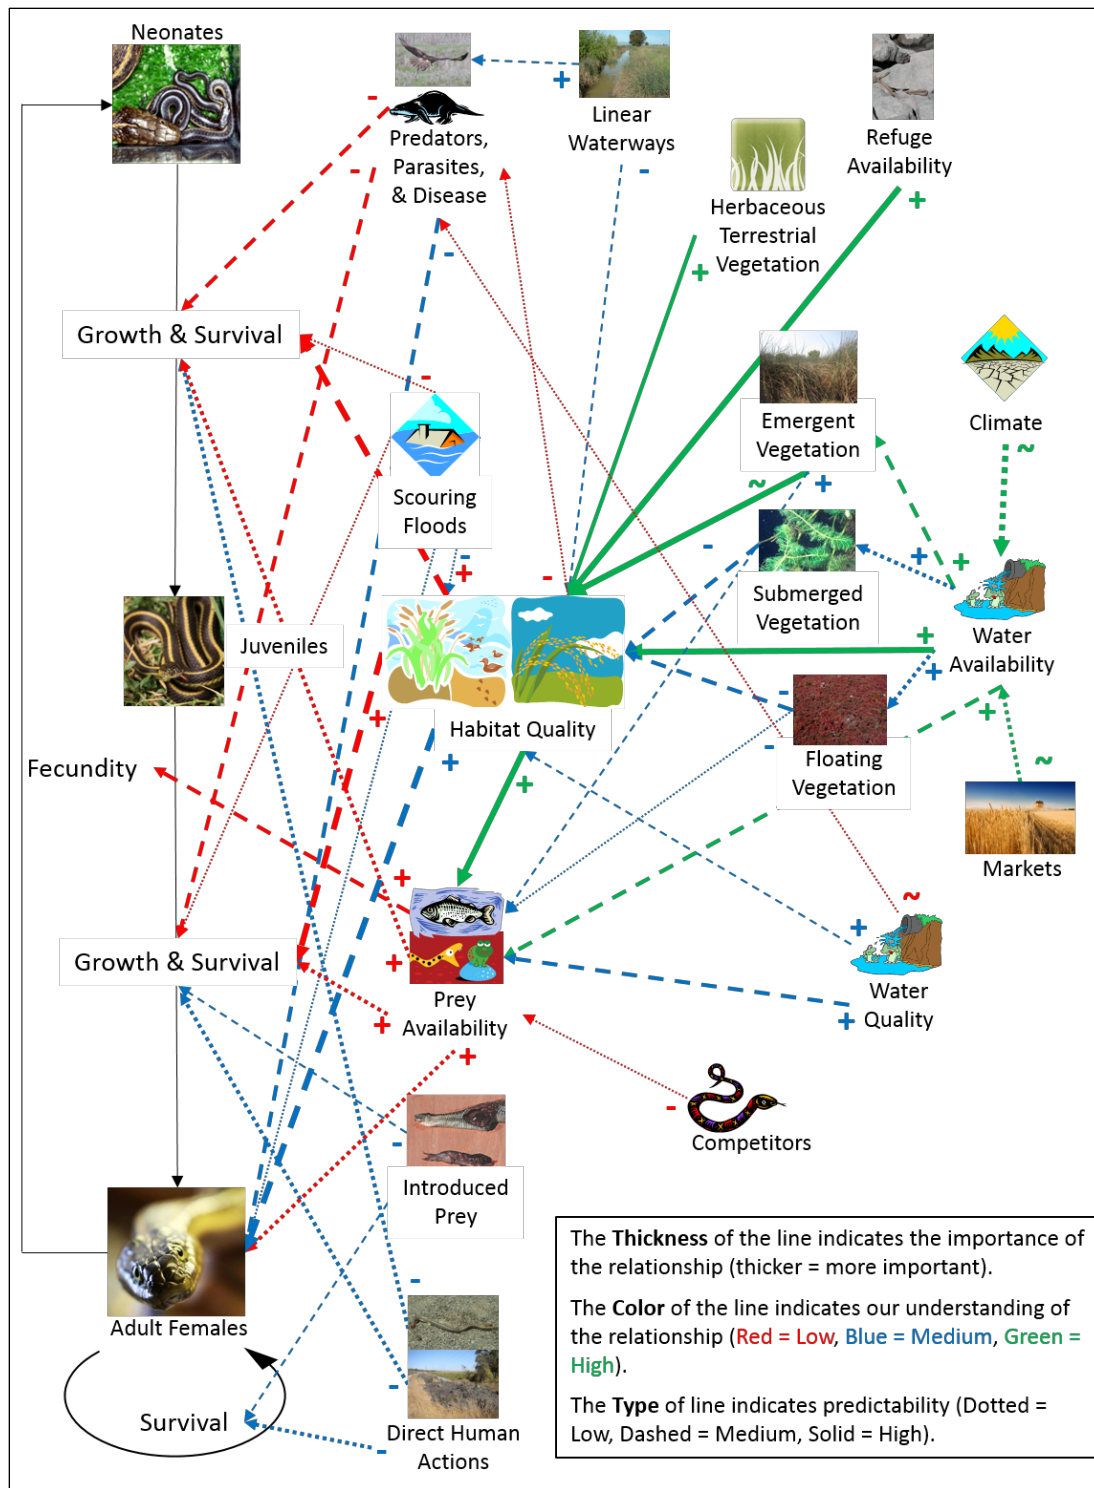 Neonates
Predators,
Parasites,
& Disease
Linear
Waterways
Refuge
Availability
Herbaceous
Terrestrial
Vegetation
Growth & Survival
Scouring
Floods
Emergent
Vegetation
Climate
Submerged
Vegetation
Water
Availability
Juveniles
Habitat Quality
Floating
Vegetation
Fecundity
Markets
Growth & Survival
Prey
Availability
Water
Quality
Competitors
Introduced
Prey
Adult Females
Survival
Direct Human
Actions
The Thickness of the line indicates the importance of
the relationship (thicker = more important).
The Color of the line indicates our understanding of
the relationship (Red = Low, Blue = Medium, Green =
High).
The Type of line indicates predictability (Dotted =
Low, Dashed = Medium, Solid = High).